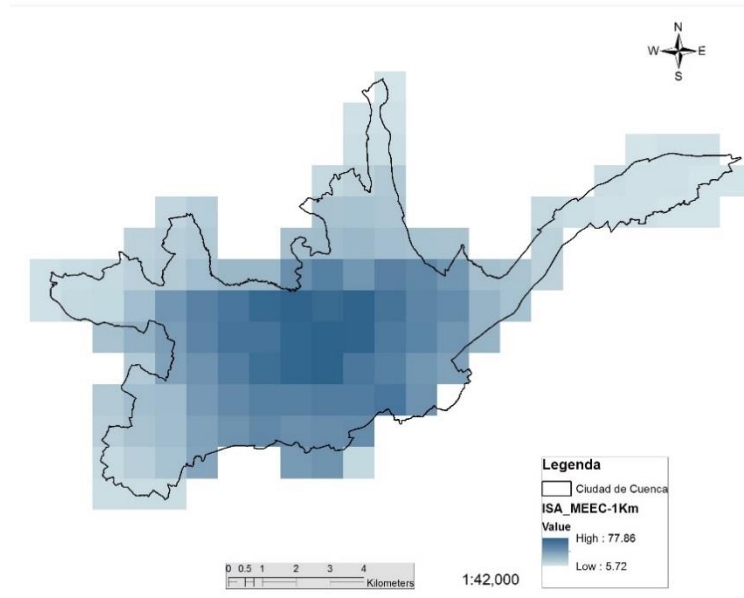 N
W E
S
Legenda
Ciudad de Cuenca
ISA_MEEC-1Km
Value
High : 77.86
Low : 5.72
0 0.5 1 2 3 4
Kilometers
1:42,000